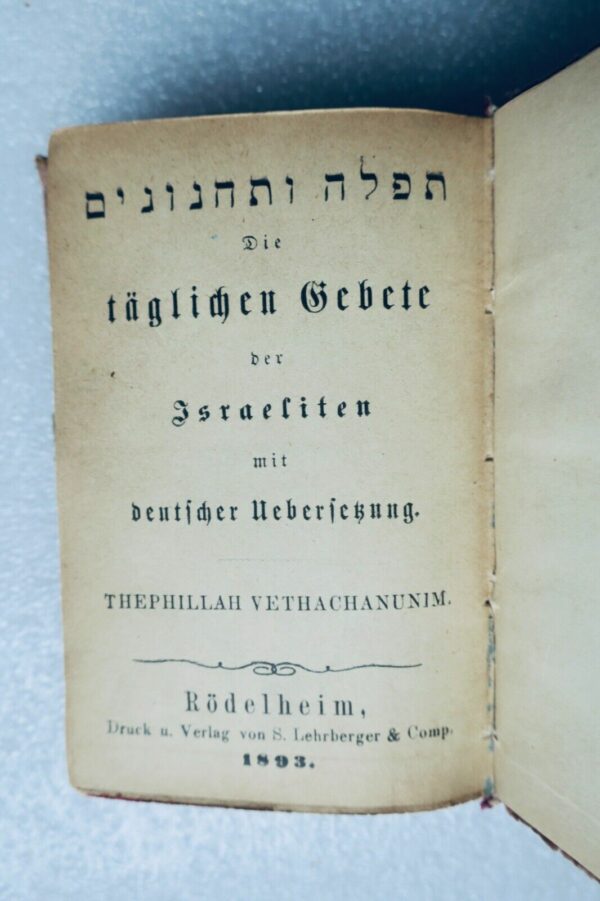 תפלה ותחנונים
Die
täglichen Gebete
der
Israeliten
mit
deutscher Uebersetzung.
THEPHILLAH VETHACHANUNIM.
Rödelheim,
Druck u. Verlag von S. Lehrberger & Comp.
1893.